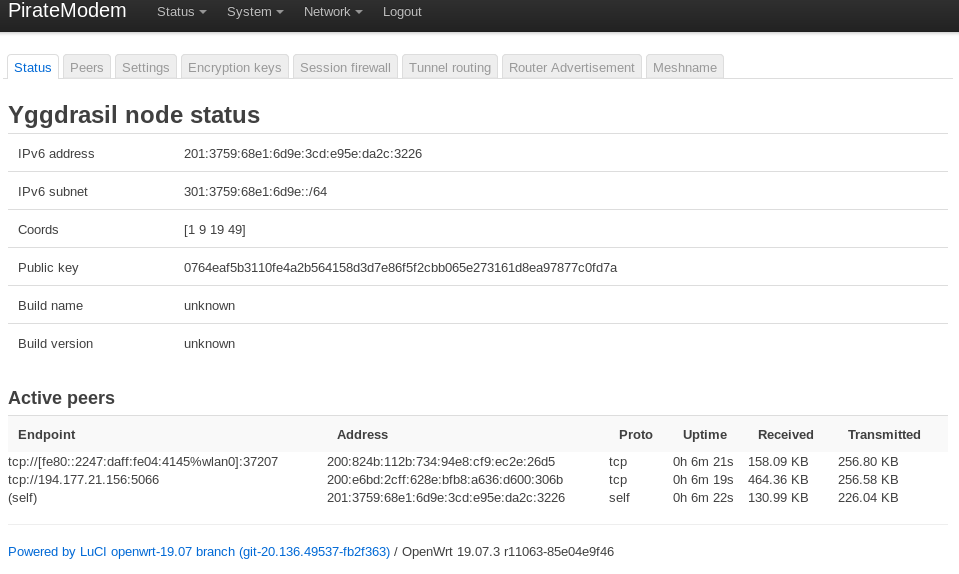 PirateModem Status System Network Logout
Status Peers Settings Encryption keys Session firewall Tunnel routing Router Advertisement Meshname
Yggdrasil node status
IPv6 address 201:3759:68e1:6d9e:3cd:e95e:da2c:3226
IPv6 subnet 301:3759:68e1:6d9e::/64
Coords [1 9 19 49]
Public key 0764eaf5b3110fe4a2b564158d3d7e86f5f2cbb065e273161d8ea97877c0fd7a
Build name unknown
Build version unknown
Active peers
Endpoint Address Proto Uptime Received Transmitted
tcp://[fe80::2247:daff:fe04:4145%wlan0]:37207 200:824b:112b:734:94e8:cf9:ec2e:26d5 tcp 0h 6m 21s 158.09 KB 256.80 KB
tcp://194.177.21.156:5066 200:e6bd:2cff:628e:bfb8:a636:d600:306b tcp 0h 6m 19s 464.36 KB 256.58 KB
(self) 201:3759:68e1:6d9e:3cd:e95e:da2c:3226 self 0h 6m 22s 130.99 KB 226.04 KB
Powered by LuCI openwrt-19.07 branch (git-20.136.49537-fb2f363) / OpenWrt 19.07.3 r11063-85e04e9f46